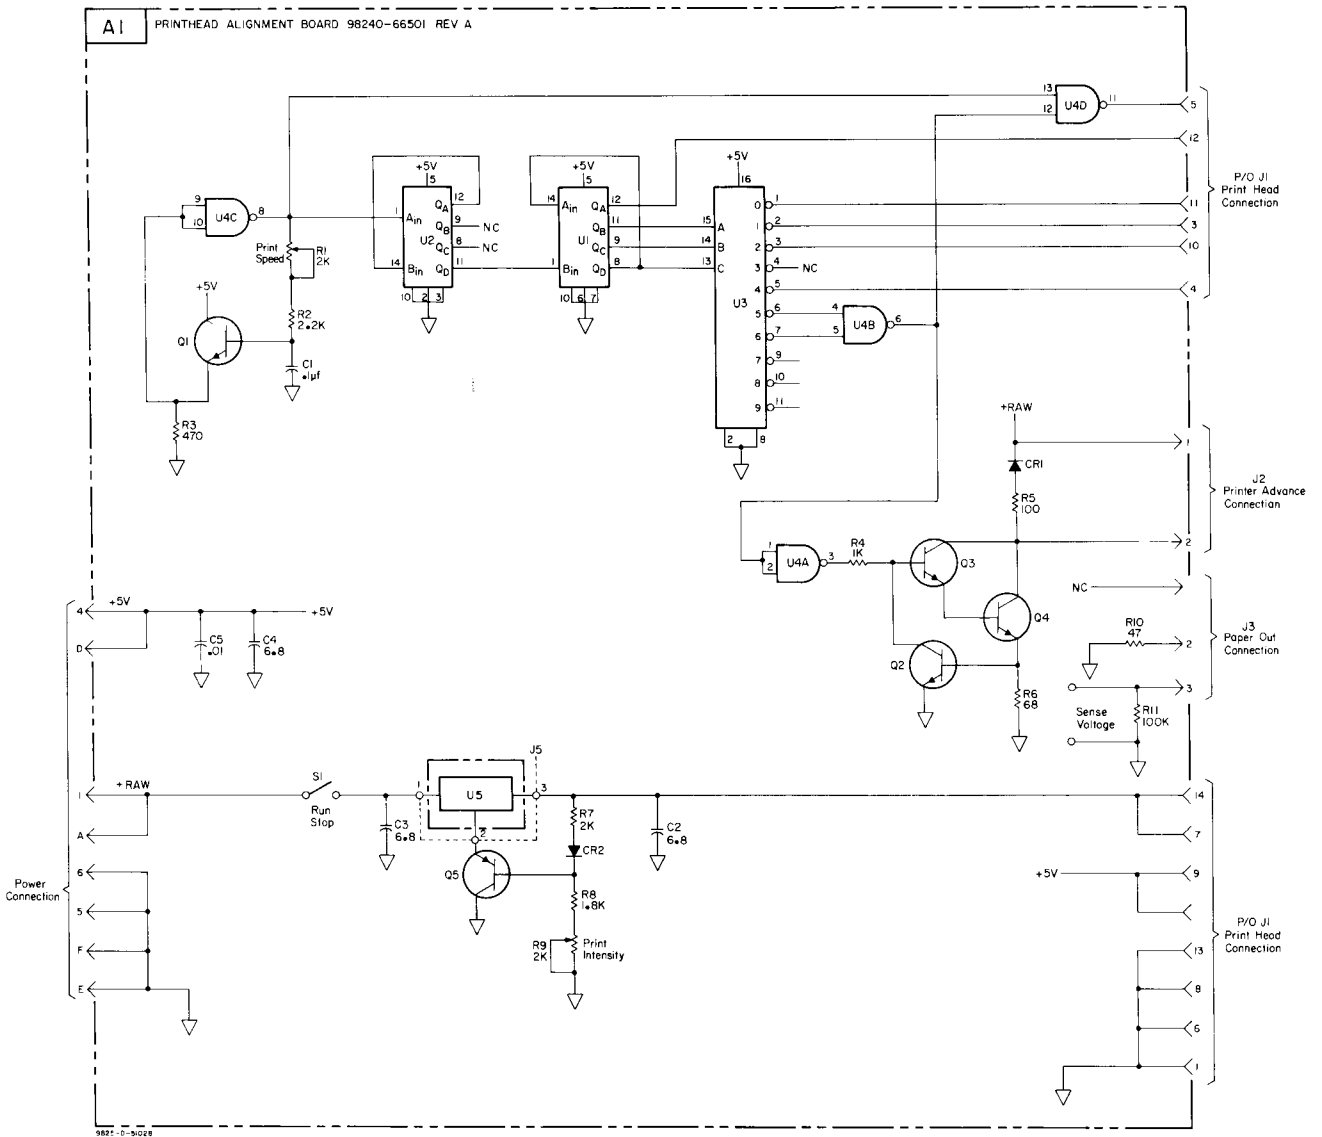 A1 PRINTHEAD ALIGNMENT BOARD 98240-66501 REV A
13
12
U4D
11
5
12
P/O J1
Print Head
Connection
11
3
10
4
9
10
U4C
8
Print
Speed
R1
2K
R2
2.2K
C1
.1µf
+5V
Q1
R3
470
+5V
5
1
14
Ain
Bin
U2
QA
QB
QC
QD
12
9
8
11
NC
NC
10
2
3
+5V
5
14
1
Ain
Bin
U1
QA
QB
QC
QD
12
11
9
8
10
6
7
+5V
16
15
14
13
A
B
C
U3
0
1
2
3
4
5
6
7
8
9
1
2
3
4
5
6
7
9
10
11
NC
2
8
4
5
U4B
6
+RAW
CR1
R5
100
1
2
J2
Printer Advance
Connection
1
2
U4A
3
R4
1K
Q3
Q4
Q2
R6
68
NC
R10
47
2
3
J3
Paper Out
Connection
Sense
Voltage
R11
100K
4
+5V
D
C5
.01
C4
6.8
+5V
1
+RAW
A
6
5
F
E
Power
Connection
S1
Run
Stop
C3
6.8
1
U5
J5
3
2
Q5
R7
2K
CR2
R8
1.8K
R9
2K
Print
Intensity
C2
6.8
14
7
+5V
9
13
8
6
1
P/O J1
Print Head
Connection